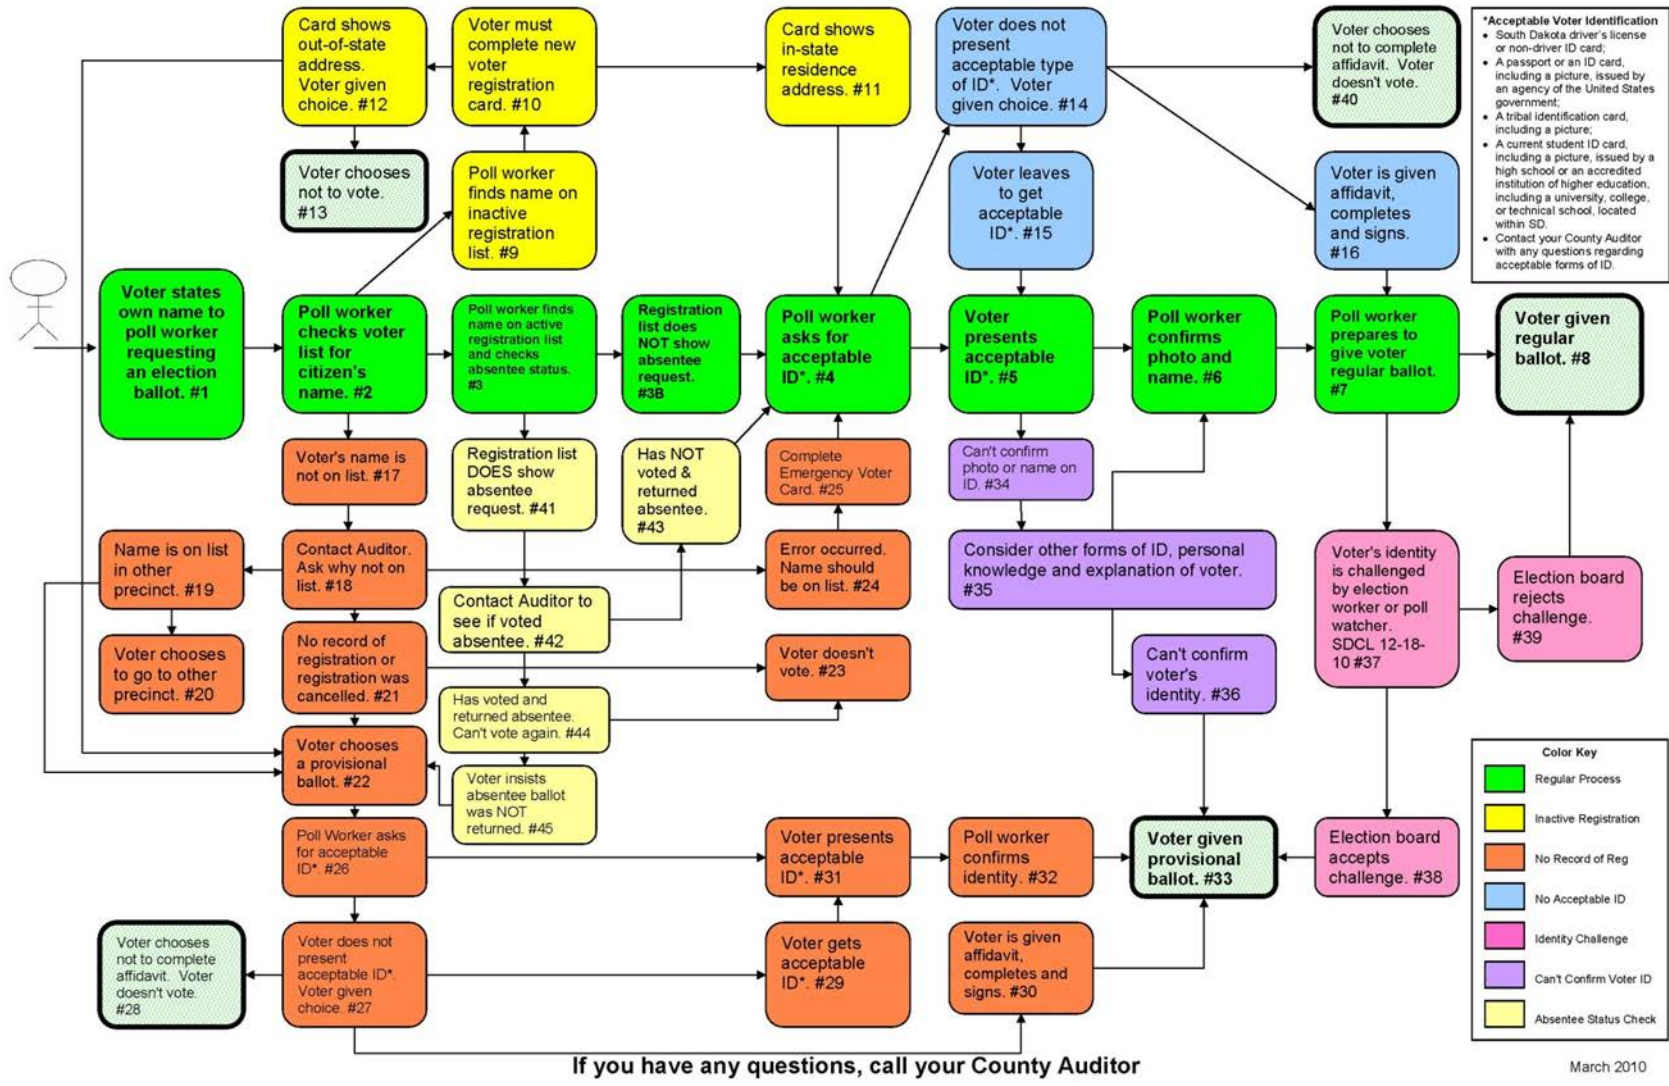 Card shows
out-of-state
address.
Voter given
choice. #12
Voter must
complete new
voter
registration
card. #10
Card shows
in-state
residence
address. #11
Voter does not
present
acceptable type
of ID*. Voter
given choice. #14
Voter chooses
not to complete
affidavit. Voter
doesn't vote.
#40
*Acceptable Voter Identification
• South Dakota driver's license
or non-driver ID card;
• A passport or an ID card,
including a picture, issued by
an agency of the United States
government;
• A tribal identification card,
including a picture;
• A current student ID card,
including a picture, issued by a
high school or an accredited
institution of higher education,
including a university, college,
or technical school, located
within SD.
• Contact your County Auditor
with any questions regarding
acceptable forms of ID.
Voter chooses
not to vote.
#13
Poll worker
finds name on
inactive
registration
list. #9
Voter leaves
to get
acceptable
ID*. #15
Voter is given
affidavit,
completes
and signs.
#16
Voter states
own name to
poll worker
requesting
an election
ballot. #1
Poll worker
checks voter
list for
citizen's
name. #2
Poll worker finds
name on active
registration list
and checks
absentee status.
#3
Registration
list does
NOT show
absentee
request.
#3B
Poll worker
asks for
acceptable
ID*. #4
Voter
presents
acceptable
ID*. #5
Poll worker
confirms
photo and
name. #6
Poll worker
prepares to
give voter
regular ballot.
#7
Voter given
regular
ballot. #8
Voter's name
is not on list. #17
Registration list
DOES show
absentee
request. #41
Has NOT
voted &
returned
absentee.
#43
Complete
Emergency Voter
Card. #25
Can't confirm
photo or name on
ID. #34
Name is on list
in other
precinct. #19
Contact Auditor.
Ask why not on
list. #18
Error occurred.
Name should
be on list. #24
Consider other forms of ID, personal
knowledge and explanation of voter.
#35
Voter's identity
is challenged
by election
worker or poll
watcher.
SDCL 12-18-
10 #37
Election board
rejects
challenge.
#39
Contact Auditor to
see if voted
absentee. #42
Voter chooses
to go to other
precinct. #20
No record of
registration or
registration was
cancelled. #21
Voter doesn't
vote. #23
Can't confirm
voter's
identity. #36
Has voted and
returned absentee.
Can't vote again. #44
Voter chooses
a provisional
ballot. #22
Voter insists
absentee ballot
was NOT
returned. #45
Color Key
Regular Process
Inactive Registration
No Record of Reg
No Acceptable ID
Identity Challenge
Can't Confirm Voter ID
Absentee Status Check
Poll Worker asks
for acceptable
ID*. #26
Voter presents
acceptable
ID*. #31
Poll worker
confirms
identity. #32
Voter given
provisional
ballot. #33
Election board
accepts
challenge. #38
Voter chooses
not to complete
affidavit. Voter
doesn't vote.
#28
Voter does not
present
acceptable ID*.
Voter given
choice. #27
Voter gets
acceptable
ID*. #29
Voter is given
affidavit,
completes and
signs. #30
If you have any questions, call your County Auditor
March 2010